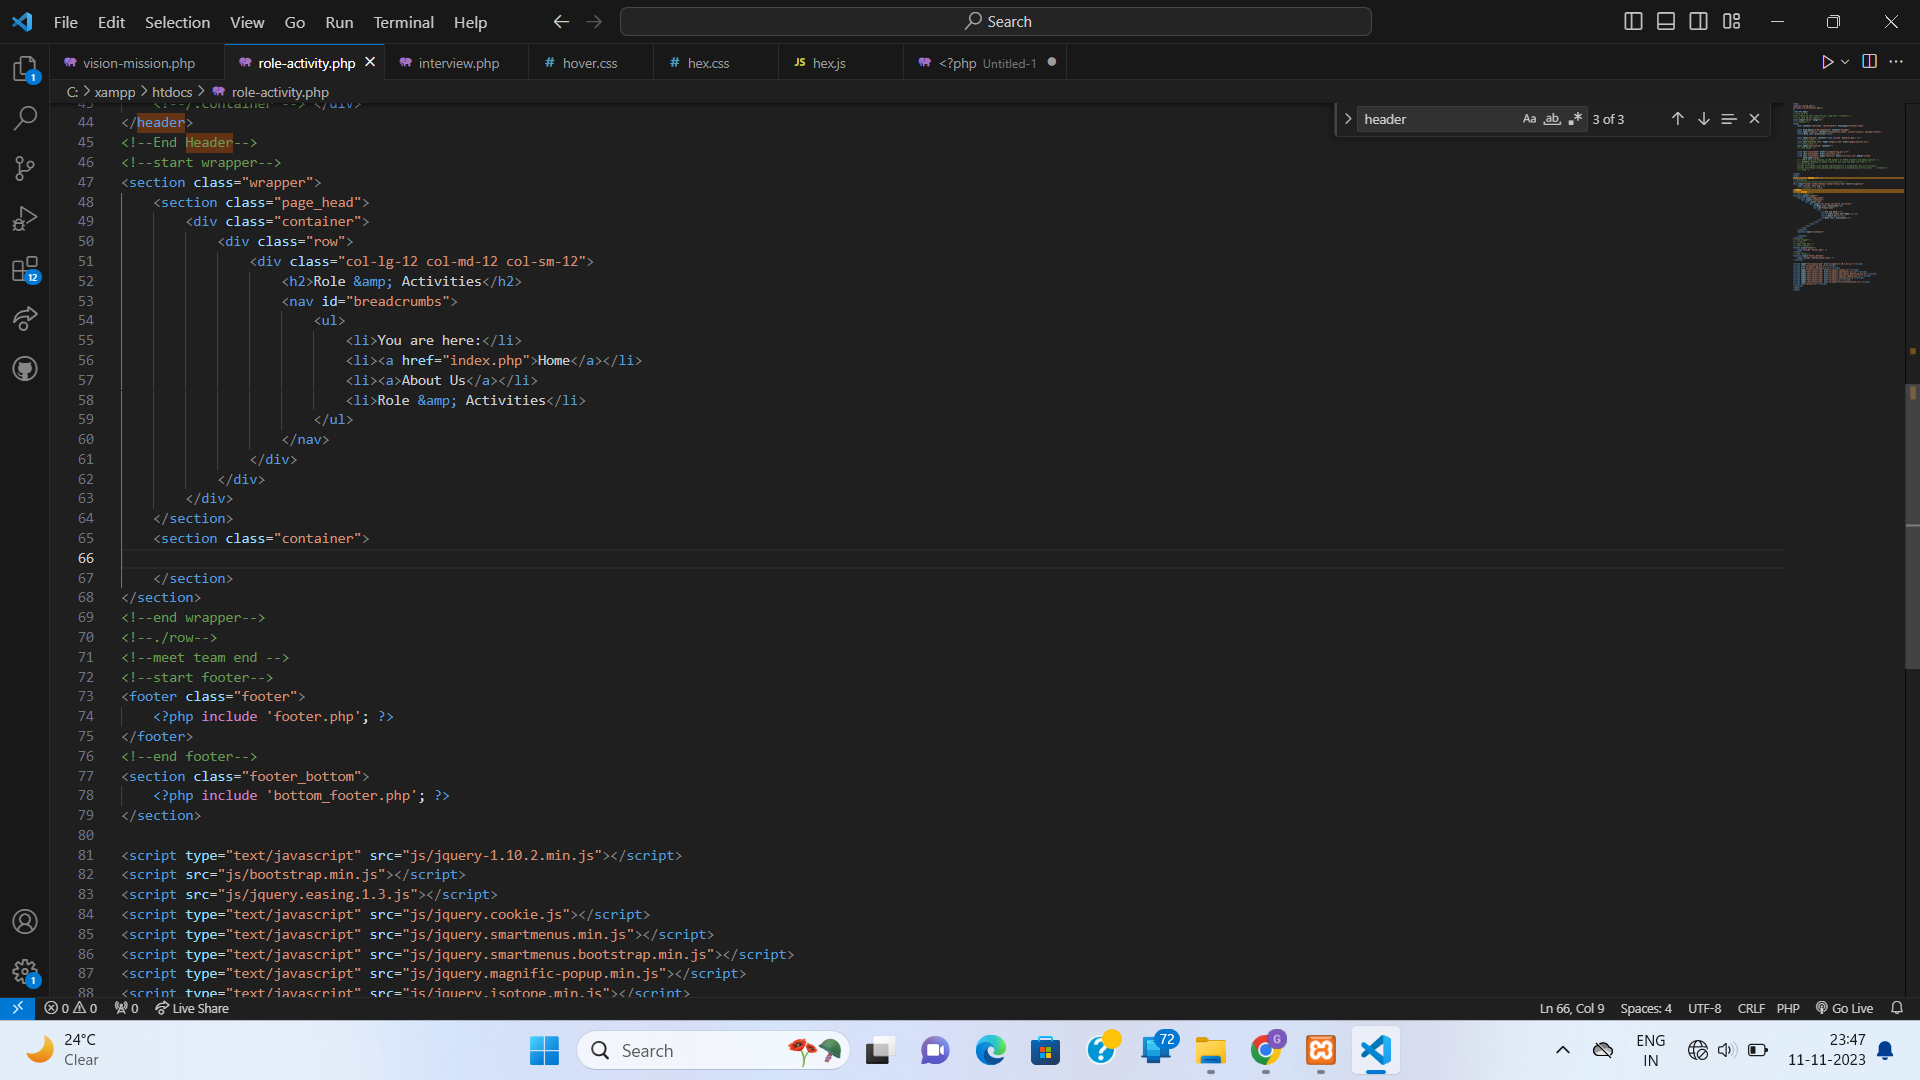 File Edit Selection View Go Run Terminal Help
Search
vision-mission.php role-activity.php interview.php # hover.css # hex.css JS hex.js <?php Untitled-1
C: > xampp > htdocs > role-activity.php
header Aa ab 3 of 3
43 <!--/.container --> </div>
44 </header>
45 <!--End Header-->
46 <!--start wrapper-->
47 <section class="wrapper">
48 <section class="page_head">
49 <div class="container">
50 <div class="row">
51 <div class="col-lg-12 col-md-12 col-sm-12">
52 <h2>Role &amp; Activities</h2>
53 <nav id="breadcrumbs">
54 <ul>
55 <li>You are here:</li>
56 <li><a href="index.php">Home</a></li>
57 <li><a>About Us</a></li>
58 <li>Role &amp; Activities</li>
59 </ul>
60 </nav>
61 </div>
62 </div>
63 </div>
64 </section>
65 <section class="container">
66
67 </section>
68 </section>
69 <!--end wrapper-->
70 <!--./row-->
71 <!--meet team end -->
72 <!--start footer-->
73 <footer class="footer">
74 <?php include 'footer.php'; ?>
75 </footer>
76 <!--end footer-->
77 <section class="footer_bottom">
78 <?php include 'bottom_footer.php'; ?>
79 </section>
80
81 <script type="text/javascript" src="js/jquery-1.10.2.min.js"></script>
82 <script src="js/bootstrap.min.js"></script>
83 <script src="js/jquery.easing.1.3.js"></script>
84 <script type="text/javascript" src="js/jquery.cookie.js"></script>
85 <script type="text/javascript" src="js/jquery.smartmenus.min.js"></script>
86 <script type="text/javascript" src="js/jquery.smartmenus.bootstrap.min.js"></script>
87 <script type="text/javascript" src="js/jquery.magnific-popup.min.js"></script>
88 <script type="text/javascript" src="js/jquery.isotope.min.js"></script>
1
12
1
0 0 0 Live Share Ln 66, Col 9 Spaces: 4 UTF-8 CRLF PHP Go Live
24°C
Clear
Search
72
G
ENG
IN
23:47
11-11-2023